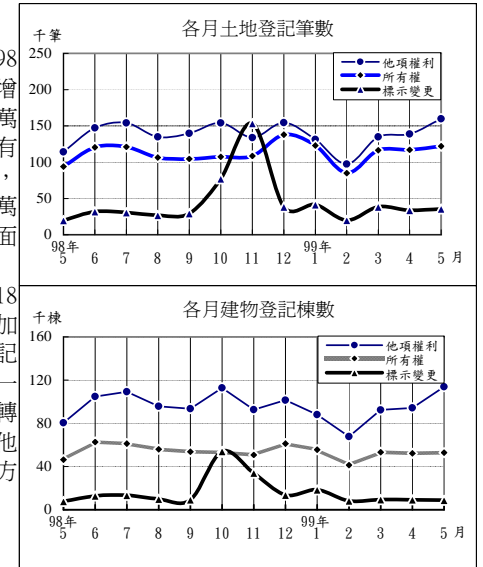 98
增
萬
有
，
萬
面
18
加
記
一
轉
他
方
各月土地登記筆數
千筆
250
200
150
100
50
0
他項權利
所有權
標示變更
98年
99年
5 6 7 8 9 10 11 12 1 2 3 4 5 月
各月建物登記棟數
千棟
160
120
80
40
0
他項權利
所有權
標示變更
98年
99年
5 6 7 8 9 10 11 12 1 2 3 4 5 月